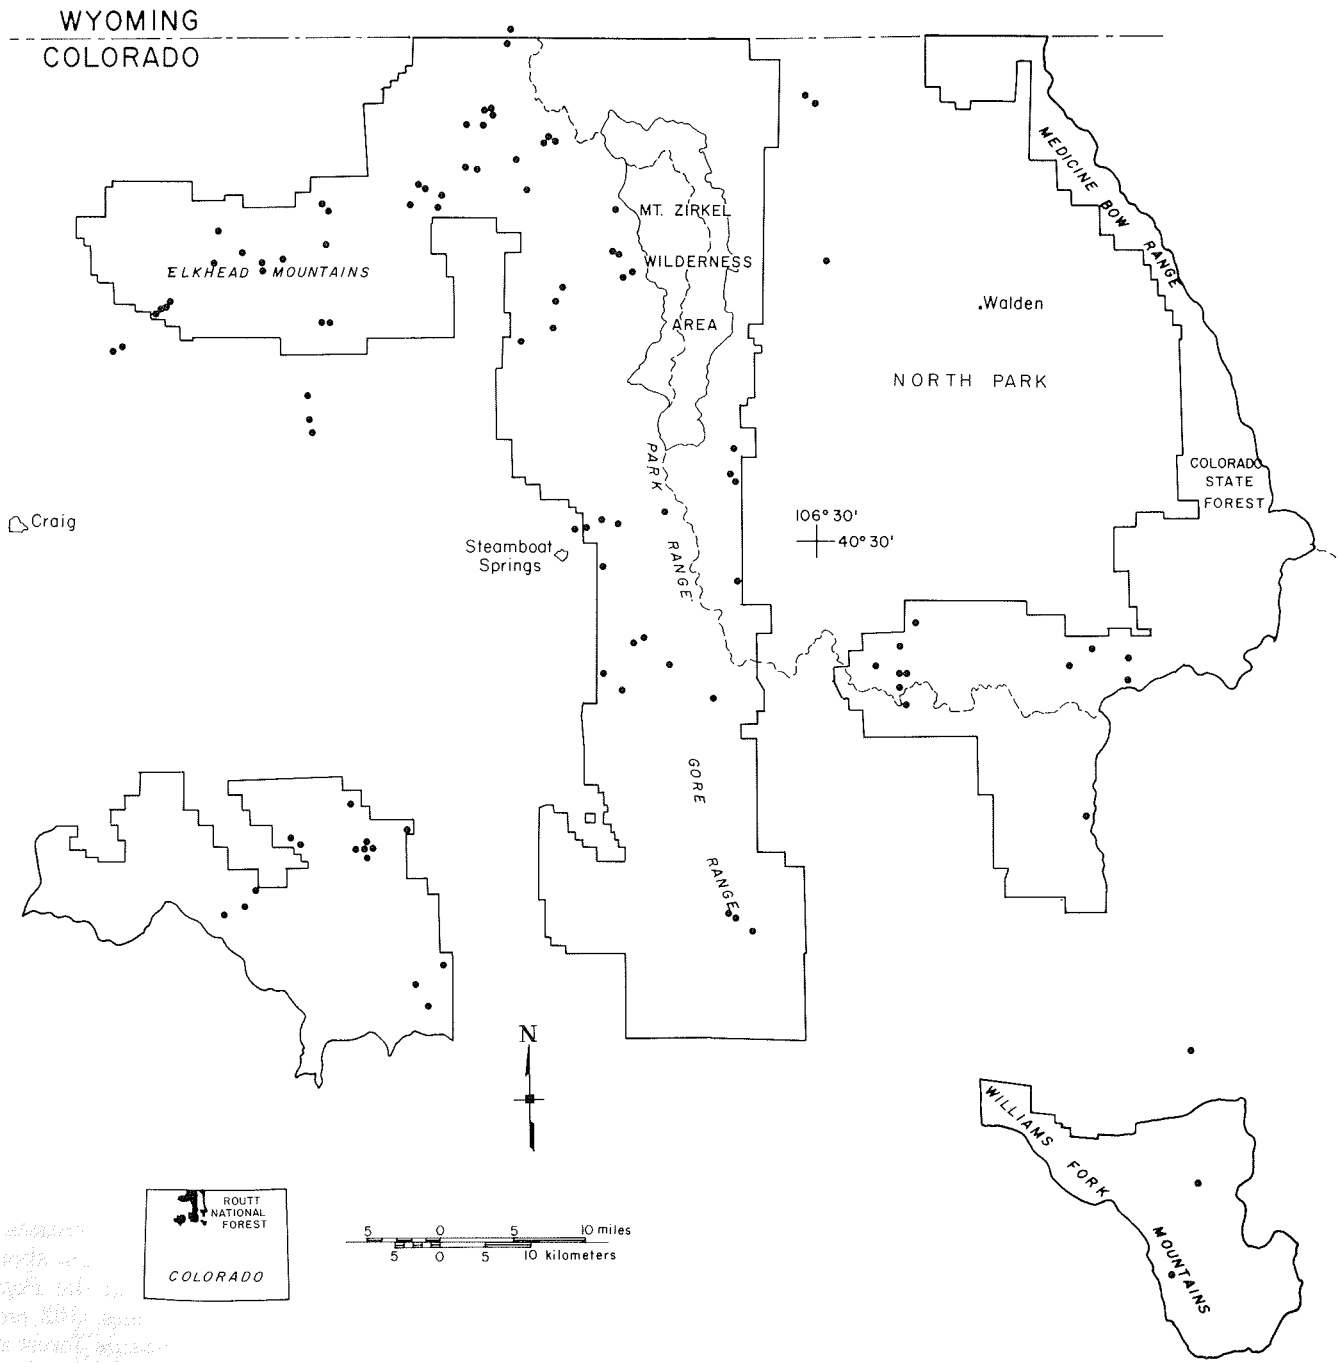 WYOMING
COLORADO
MEDICINE BOW RANGE
MT. ZIRKEL
WILDERNESS
AREA
ELKHEAD MOUNTAINS
Walden
NORTH PARK
PARK RANGE
COLORADO
STATE
FOREST
Craig
Steamboat
Springs
106° 30'
40° 30'
GORE RANGE
N
WILLIAMS FORK MOUNTAINS
ROUTT
NATIONAL
FOREST
COLORADO
5 0 5 10 miles
5 0 5 10 kilometers